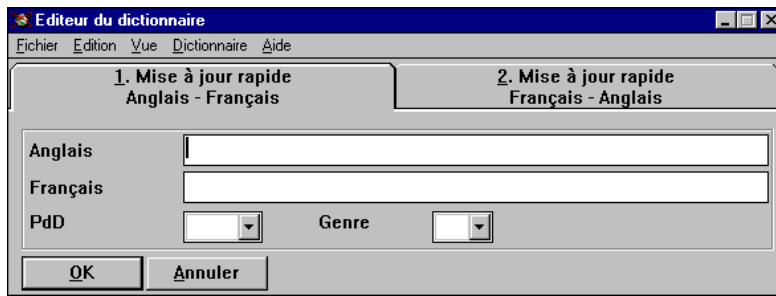 Editeur du dictionnaire
Fichier Edition Vue Dictionnaire Aide
1. Mise à jour rapide
Anglais - Français
2. Mise à jour rapide
Français - Anglais
Anglais
Français
PdD Genre
OK Annuler